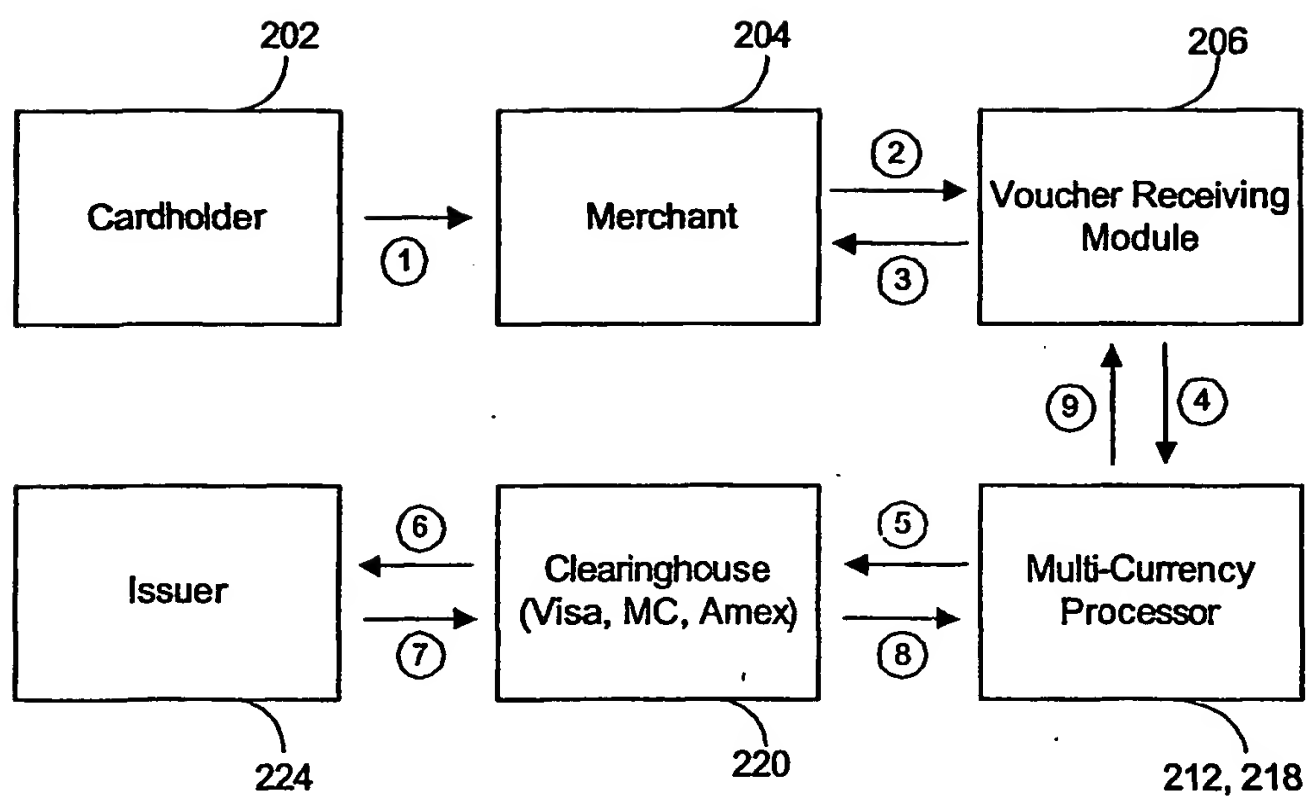 202
204
206
Cardholder
1
Merchant
2
3
Voucher Receiving
Module
9
4
Issuer
6
7
Clearinghouse
(Visa, MC, Amex)
5
8
Multi-Currency
Processor
224
220
212, 218